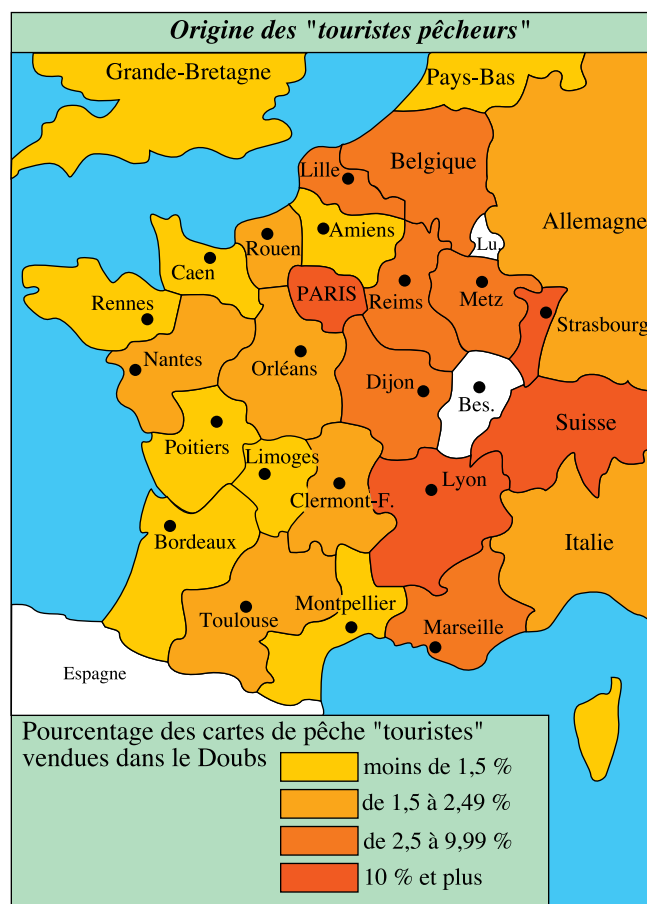 Origine des "touristes pêcheurs"
Grande-Bretagne
Pays-Bas
Belgique
Lille
Allemagne
Amiens
Rouen
Lu.
Caen
PARIS
Reims
Metz
Rennes
Strasbourg
Nantes
Orléans
Dijon
Bes.
Suisse
Poitiers
Limoges
Lyon
Clermont-F.
Bordeaux
Italie
Montpellier
Toulouse
Marseille
Espagne
Pourcentage des cartes de pêche "touristes"
vendues dans le Doubs
moins de 1,5 %
de 1,5 à 2,49 %
de 2,5 à 9,99 %
10 % et plus